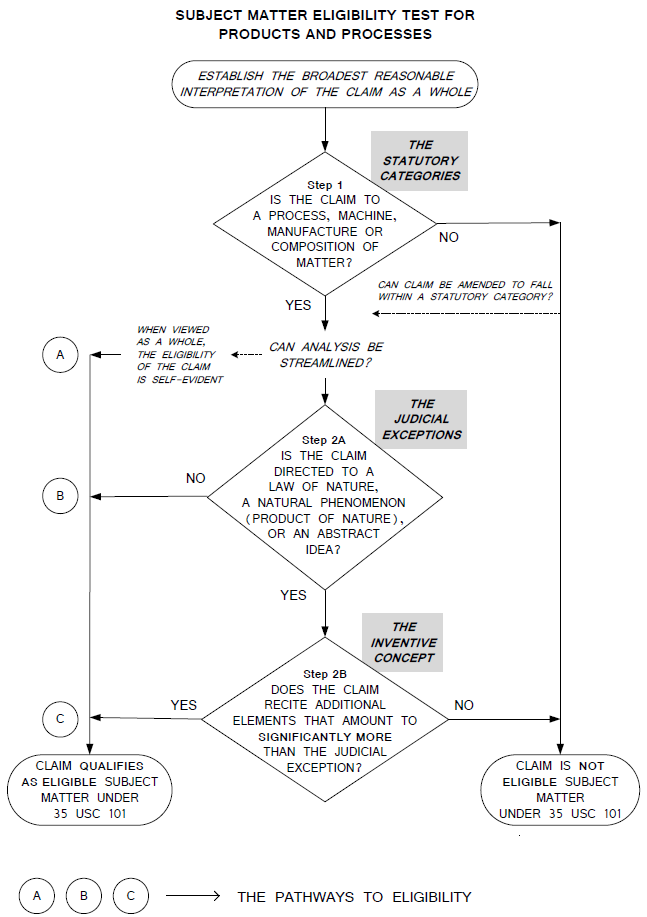 SUBJECT MATTER ELIGIBILITY TEST FOR
PRODUCTS AND PROCESSES
ESTABLISH THE BROADEST REASONABLE
INTERPRETATION OF THE CLAIM AS A WHOLE
THE
STATUTORY
CATEGORIES
Step 1
IS THE CLAIM TO
A PROCESS, MACHINE,
MANUFACTURE OR
COMPOSITION OF
MATTER?
NO
YES
CAN CLAIM BE AMENDED TO FALL
WITHIN A STATUTORY CATEGORY?
WHEN VIEWED
AS A WHOLE,
THE ELIGIBILITY
OF THE CLAIM
IS SELF-EVIDENT
A
CAN ANALYSIS BE
STREAMLINED?
THE
JUDICIAL
EXCEPTIONS
Step 2A
IS THE CLAIM
DIRECTED TO A
LAW OF NATURE,
A NATURAL PHENOMENON
(PRODUCT OF NATURE),
OR AN ABSTRACT
IDEA?
NO
B
YES
THE
INVENTIVE
CONCEPT
Step 2B
DOES THE CLAIM
RECITE ADDITIONAL
ELEMENTS THAT AMOUNT TO
SIGNIFICANTLY MORE
THAN THE JUDICIAL
EXCEPTION?
YES
NO
C
CLAIM QUALIFIES
AS ELIGIBLE SUBJECT
MATTER UNDER
35 USC 101
CLAIM IS NOT
ELIGIBLE SUBJECT
MATTER
UNDER 35 USC 101
A B C THE PATHWAYS TO ELIGIBILITY